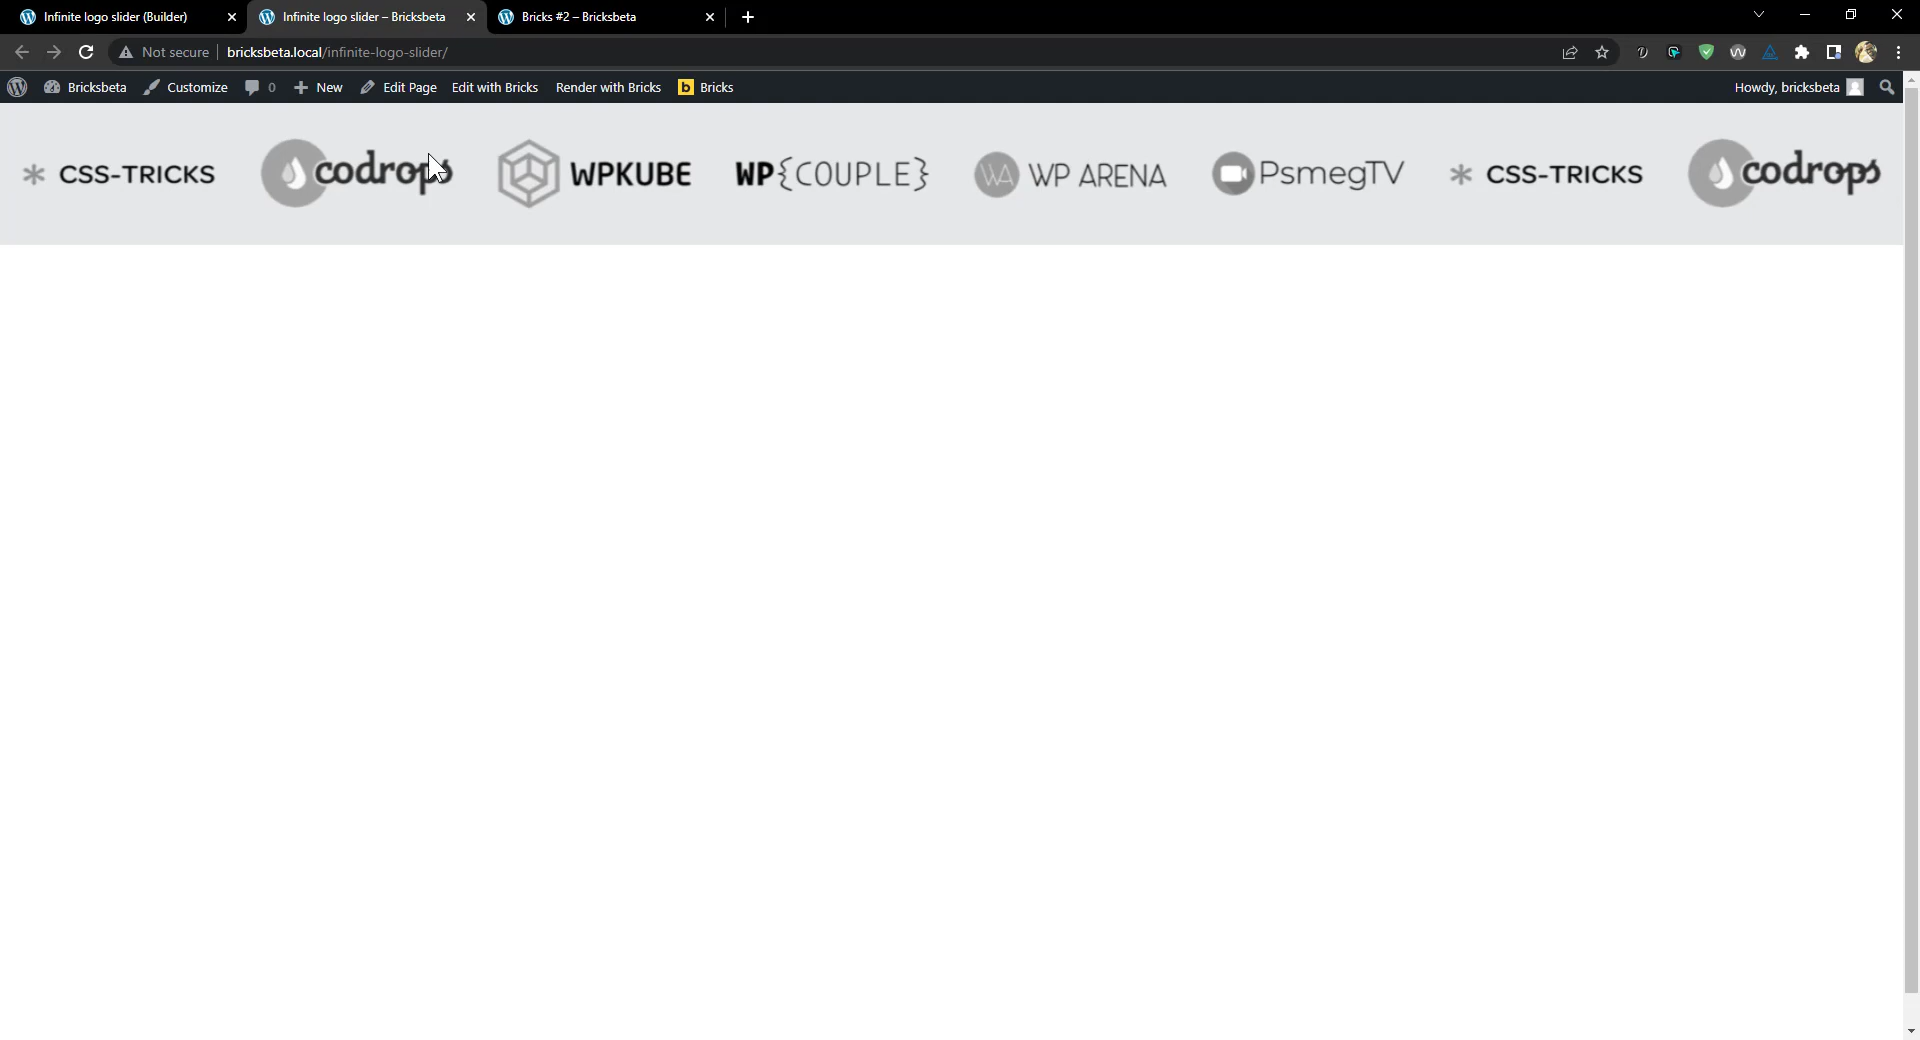 Infinite logo slider (Builder)
Infinite logo slider – Bricksbeta
Bricks #2 – Bricksbeta
Not secure
bricksbeta.local/infinite-logo-slider/
Bricksbeta
Customize
0
New
Edit Page
Edit with Bricks
Render with Bricks
b Bricks
Howdy, bricksbeta
* CSS-TRICKS
codrops
WPKUBE
WP{COUPLE}
WA WP ARENA
PsmegTV
* CSS-TRICKS
codrops